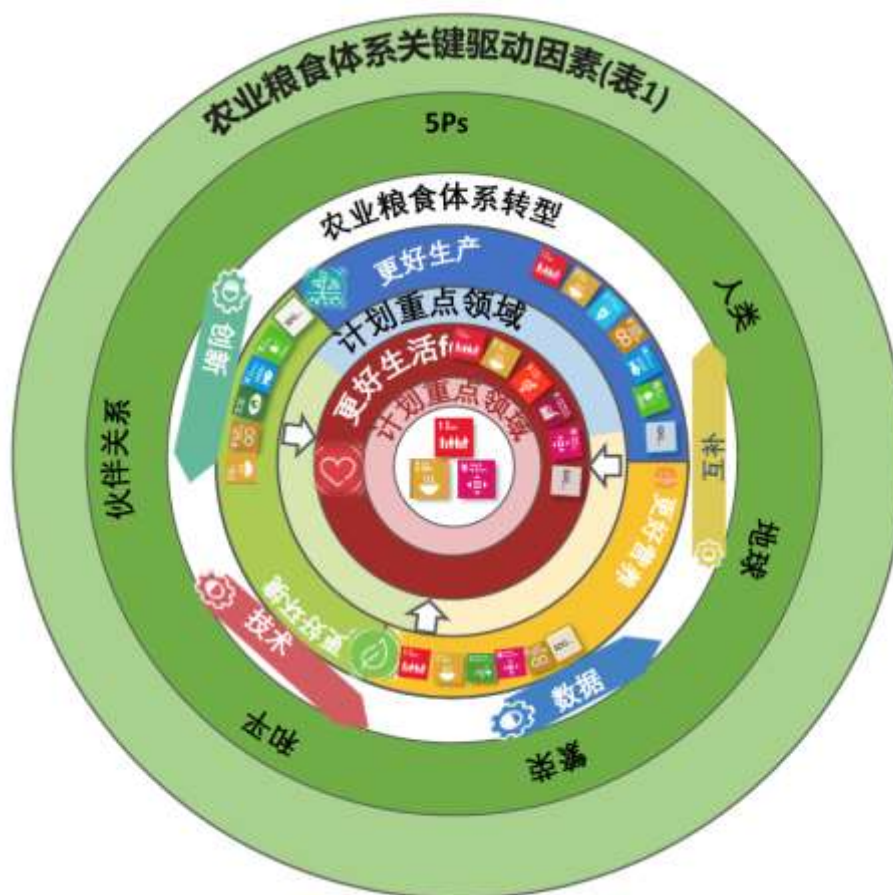 农业粮食体系关键驱动因素(表1)
5Ps
农业粮食体系转型
更好生产
计划重点领域
更好生活f
计划重点领域
人类
创新
互补
伙伴关系
更好营养
地球
技术
更好环境
数据
和平
繁荣